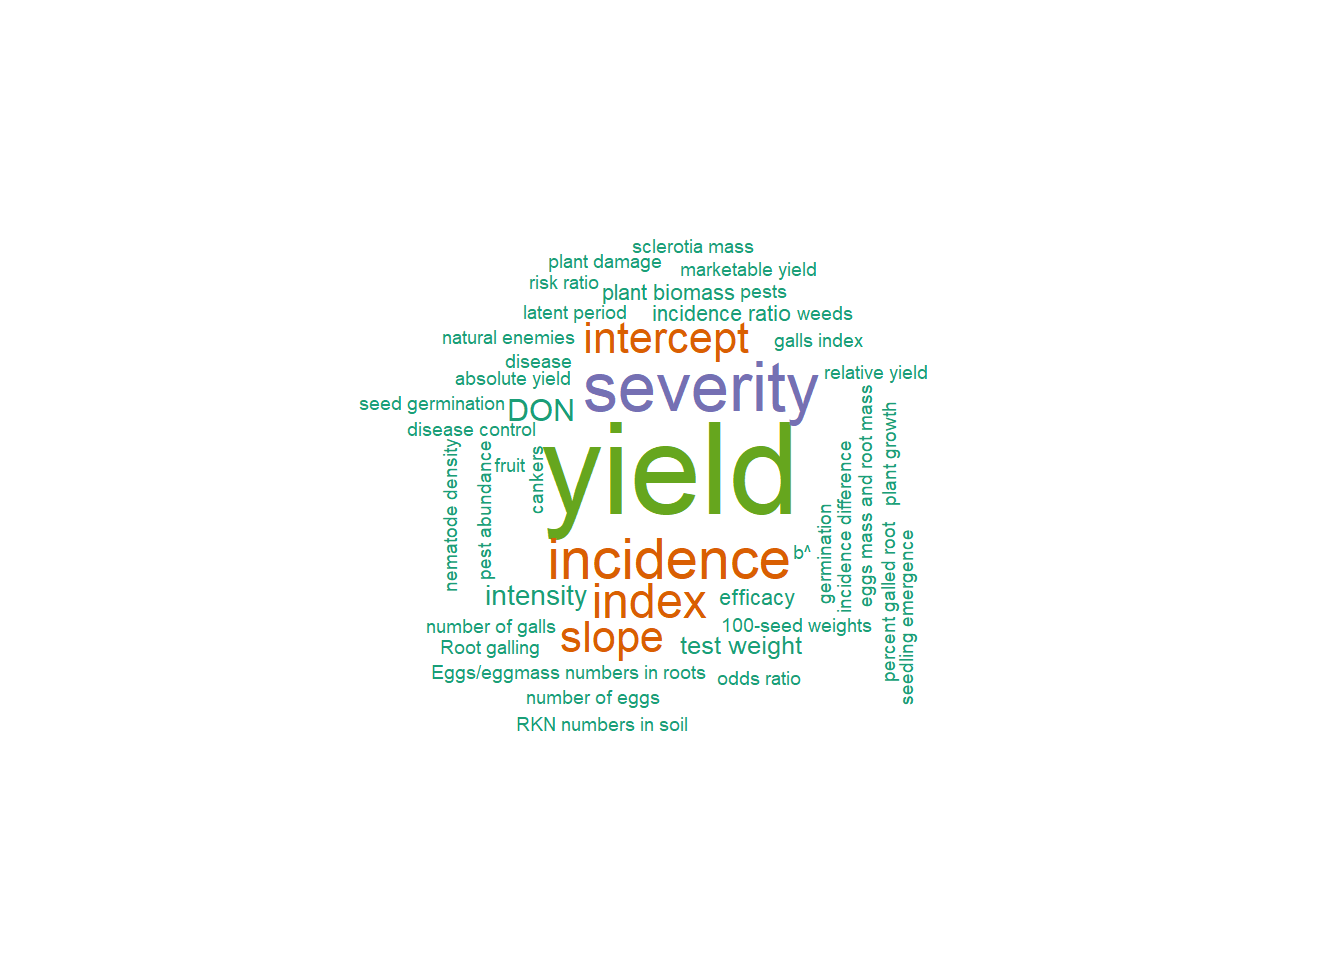 sclerotia mass
plant damage
marketable yield
risk ratio
plant biomass
pests
latent period
incidence ratio
weeds
natural enemies
intercept
galls index
disease
severity
relative yield
absolute yield
seed germination
DON
disease control
yield
nematode density
pest abundance
fruit
cankers
germination
incidence difference
eggs mass and root mass
plant growth
percent galled root
seedling emergence
incidence
b^
intensity
index
efficacy
number of galls
slope
100-seed weights
Root galling
test weight
Eggs/eggmass numbers in roots
odds ratio
number of eggs
RKN numbers in soil